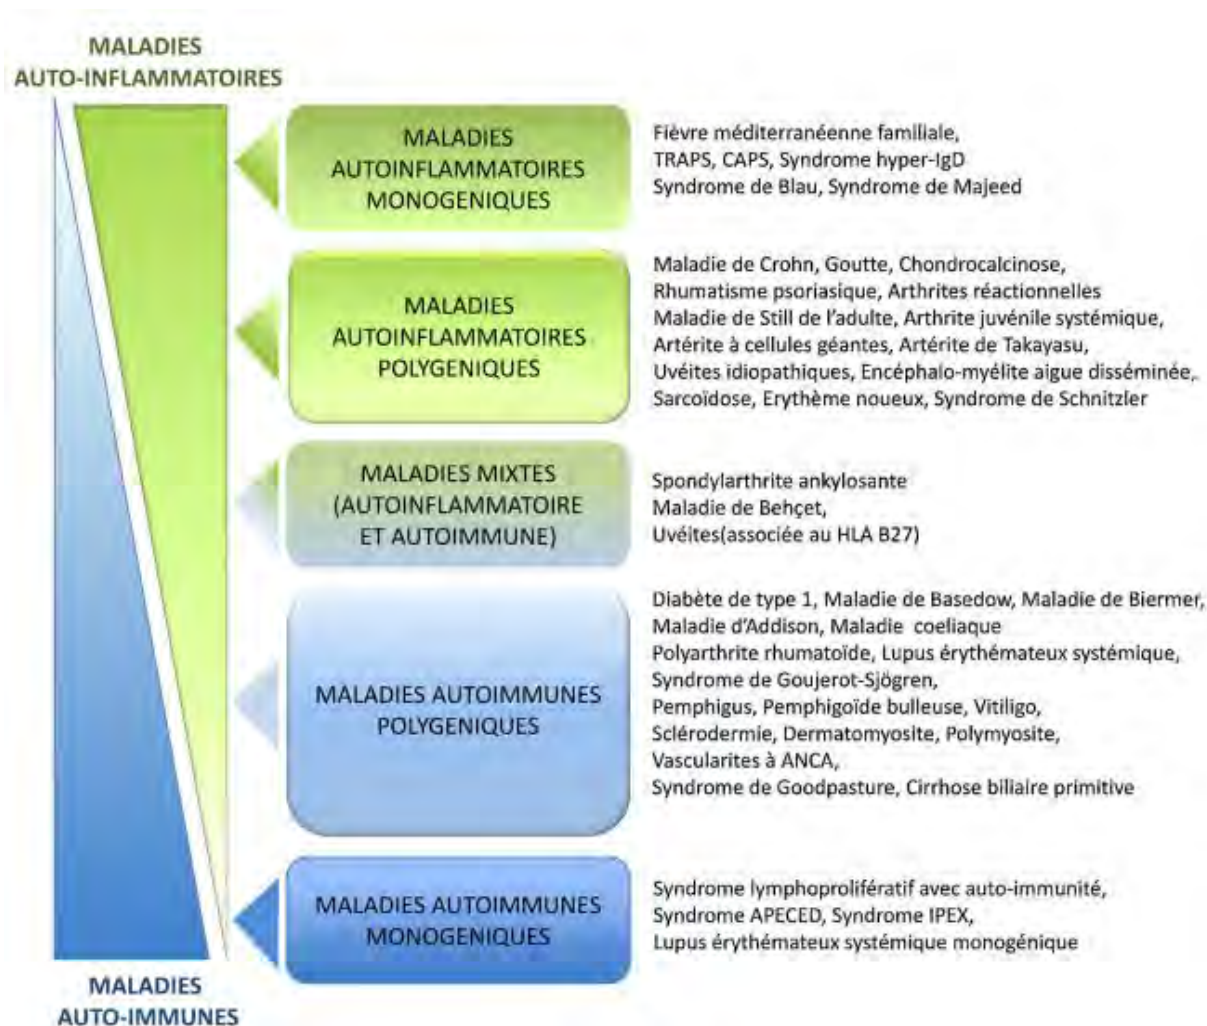 MALADIES
AUTO-INFLAMMATOIRES
MALADIES
AUTOINFLAMMATOIRES
MONOGENIQUES
Fièvre méditerranéenne familiale,
TRAPS, CAPS, Syndrome hyper-IgD
Syndrome de Blau, Syndrome de Majeed
MALADIES
AUTOINFLAMMATOIRES
POLYGENIQUES
Maladie de Crohn, Goutte, Chondrocalcinose,
Rhumatisme psoriasique, Arthrites réactionnelles
Maladie de Still de l'adulte, Arthrite juvénile systémique,
Artérite à cellules géantes, Artérite de Takayasu,
Uvéites idiopathiques, Encéphalo-myélite aigue disséminée,
Sarcoïdose, Erythème noueux, Syndrome de Schnitzler
MALADIES MIXTES
(AUTOINFLAMMATOIRE
ET AUTOIMMUNE)
Spondylarthrite ankylosante
Maladie de Behçet,
Uvéites(associée au HLA B27)
MALADIES AUTOIMMUNES
POLYGENIQUES
Diabète de type 1, Maladie de Basedow, Maladie de Biermer,
Maladie d'Addison, Maladie coeliaque
Polyarthrite rhumatoïde, Lupus érythémateux systémique,
Syndrome de Goujerot-Sjögren,
Pemphigus, Pemphigoïde bulleuse, Vitiligo,
Sclérodermie, Dermatomyosite, Polymyosite,
Vascularites à ANCA,
Syndrome de Goodpasture, Cirrhose biliaire primitive
MALADIES AUTOIMMUNES
MONOGENIQUES
Syndrome lymphoprolifératif avec auto-immunité,
Syndrome APECED, Syndrome IPEX,
Lupus érythémateux systémique monogénique
MALADIES
AUTO-IMMUNES